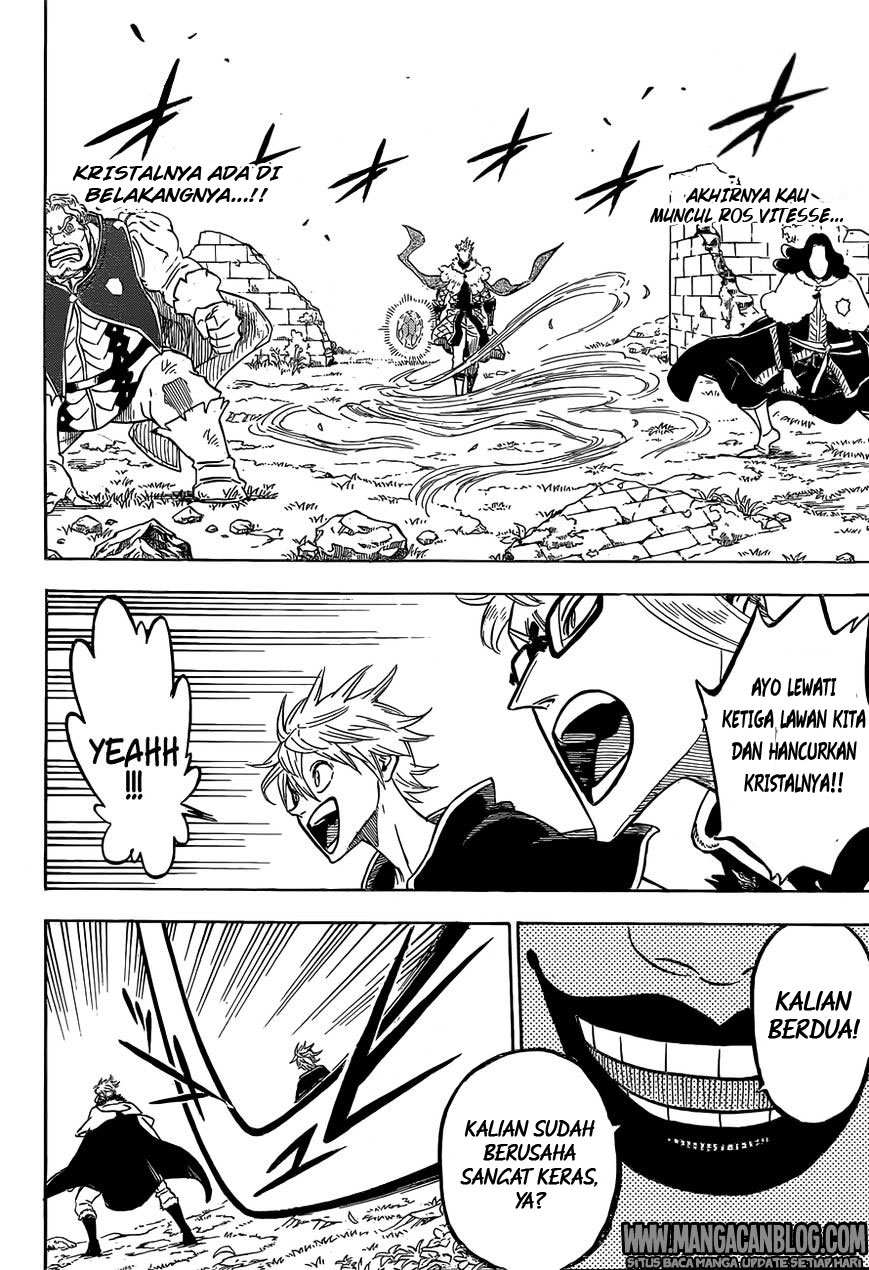 AKHIRNYA KAU
MUNCUL ROS VITESSE...
KRISTALNYA ADA DI
BELAKANGNYA...!!
AYO LEWATI
KETIGA LAWAN KITA
DAN HANCURKAN
KRISTALNYA!!
YEAHH
!!!
KALIAN
BERDUA!
KALIAN SUDAH
BERUSAHA
SANGAT KERAS,
YA?
WWW.MANGACANBLOG.COM
SITUS BACA MANGA UPDATE SETIAP HARI